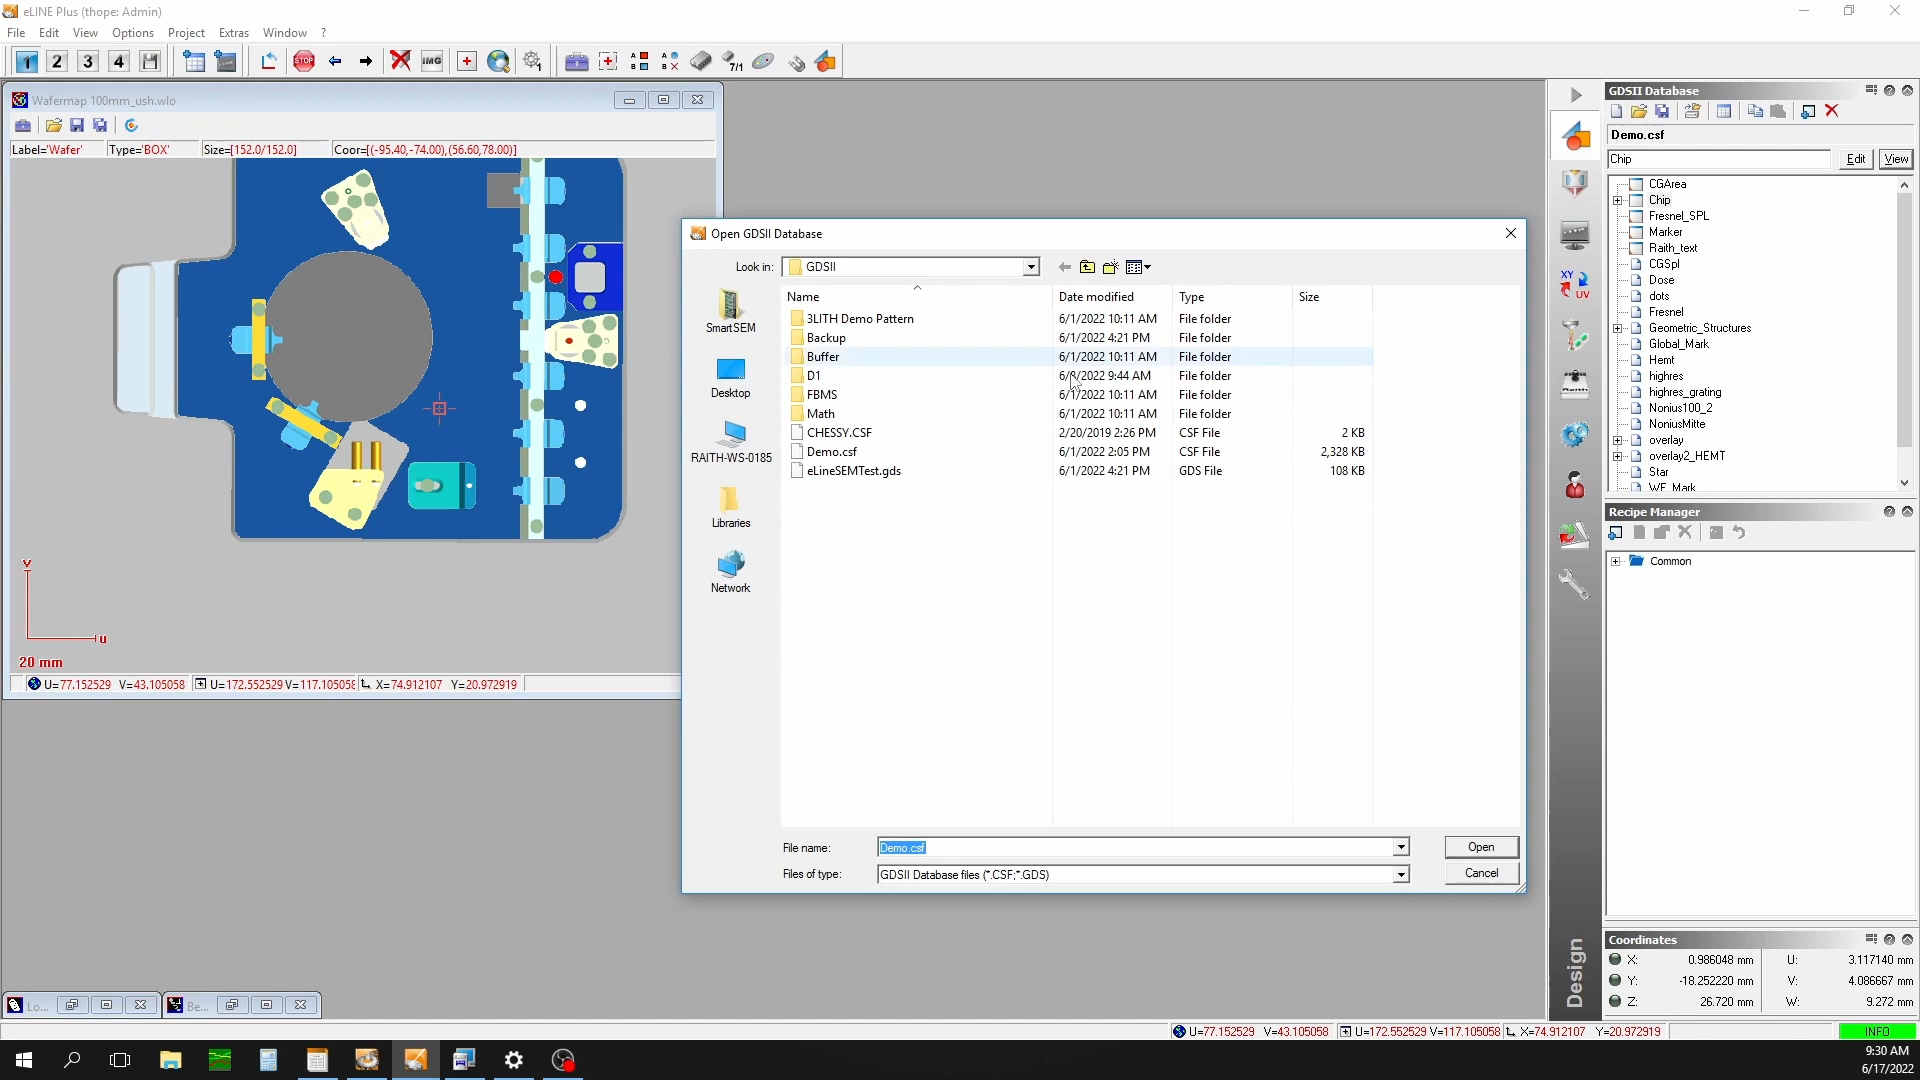 eLINE Plus (thope: Admin)
File Edit View Options Project Extras Window ?
1 2 3 4 STOP IMG 7/1
Wafermap 100mm_ush.wlo
Label='Wafer' Type='BOX' Size=[152.0/152.0] Coor=[(-95.40,-74.00),(56.60,78.00)]
v
u
20 mm
U=77.152529 V=43.105058 U=172.552529 V=117.105058 X=74.912107 Y=20.972919
Open GDSII Database
Look in: GDSII
SmartSEM
Desktop
RAITH-WS-0185
Libraries
Network
Name Date modified Type Size
3LITH Demo Pattern 6/1/2022 10:11 AM File folder
Backup 6/1/2022 4:21 PM File folder
Buffer 6/1/2022 10:11 AM File folder
D1 9:44 AM File folder
FBMS 6/1/2022 10:11 AM File folder
Math 6/1/2022 10:11 AM File folder
CHESSY.CSF 2/20/2019 2:26 PM CSF File 2 KB
Demo.csf 6/1/2022 2:05 PM CSF File 2,328 KB
eLineSEMTest.gds 6/1/2022 4:21 PM GDS File 108 KB
File name: Demo.csf Open
Files of type: GDSII Database files (*.CSF;*.GDS) Cancel
Lo...
Be...
XY
UV
Design
GDSII Database
Demo.csf
Chip Edit View
CGArea
Chip
Fresnel_SPL
Marker
Raith_text
CGSpl
Dose
dots
Fresnel
Geometric_Structures
Global_Mark
Hemt
highres
highres_grating
Nonius100_2
NoniusMitte
overlay
overlay2_HEMT
Star
WF_Mark
Recipe Manager
Common
Coordinates
X: 0.986048 mm U: 3.117140 mm
Y: -18.252220 mm V: 4.086667 mm
Z: 26.720 mm W: 9.272 mm
U=77.152529 V=43.105058 U=172.552529 V=117.105058 X=74.912107 Y=20.972919 INFO
9:30 AM
6/17/2022